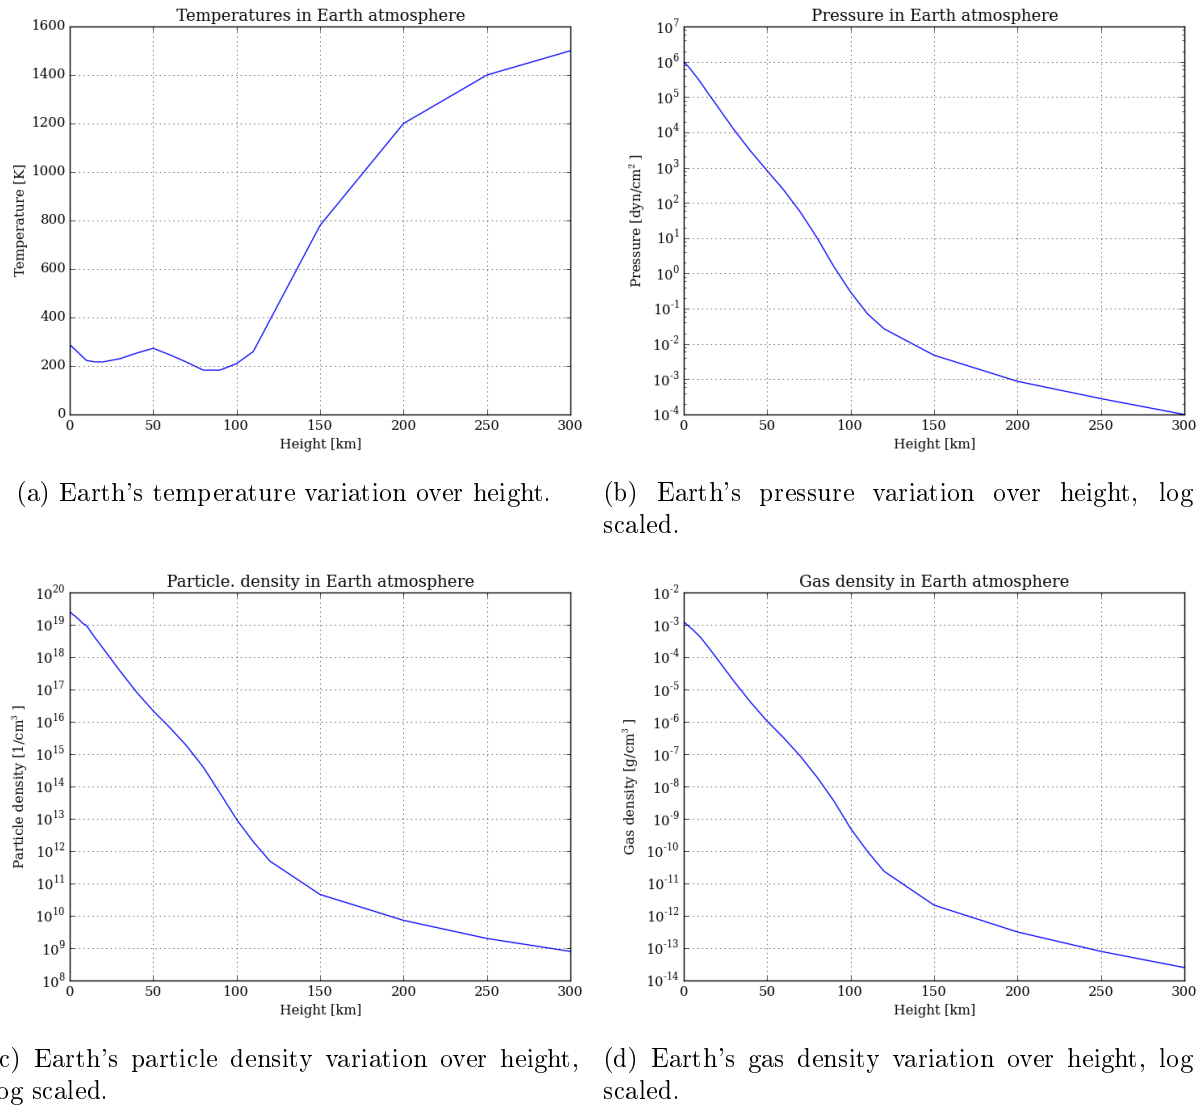 Temperatures in Earth atmosphere
1600
1400
1200
1000
800
600
400
200
0
Temperature [K]
0 50 100 150 200 250 300
Height [km]
(a) Earth's temperature variation over height.
Pressure in Earth atmosphere
10^7
10^6
10^5
10^4
10^3
10^2
10^1
10^0
10^-1
10^-2
10^-3
10^-4
Pressure [dyn/cm^2 ]
0 50 100 150 200 250 300
Height [km]
(b) Earth's pressure variation over height, log
scaled.
Particle. density in Earth atmosphere
10^20
10^19
10^18
10^17
10^16
10^15
10^14
10^13
10^12
10^11
10^10
10^9
10^8
Particle density [1/cm^3 ]
0 50 100 150 200 250 300
Height [km]
c) Earth's particle density variation over height,
og scaled.
Gas density in Earth atmosphere
10^-2
10^-3
10^-4
10^-5
10^-6
10^-7
10^-8
10^-9
10^-10
10^-11
10^-12
10^-13
10^-14
Gas density [g/cm^3 ]
0 50 100 150 200 250 300
Height [km]
(d) Earth's gas density variation over height, log
scaled.